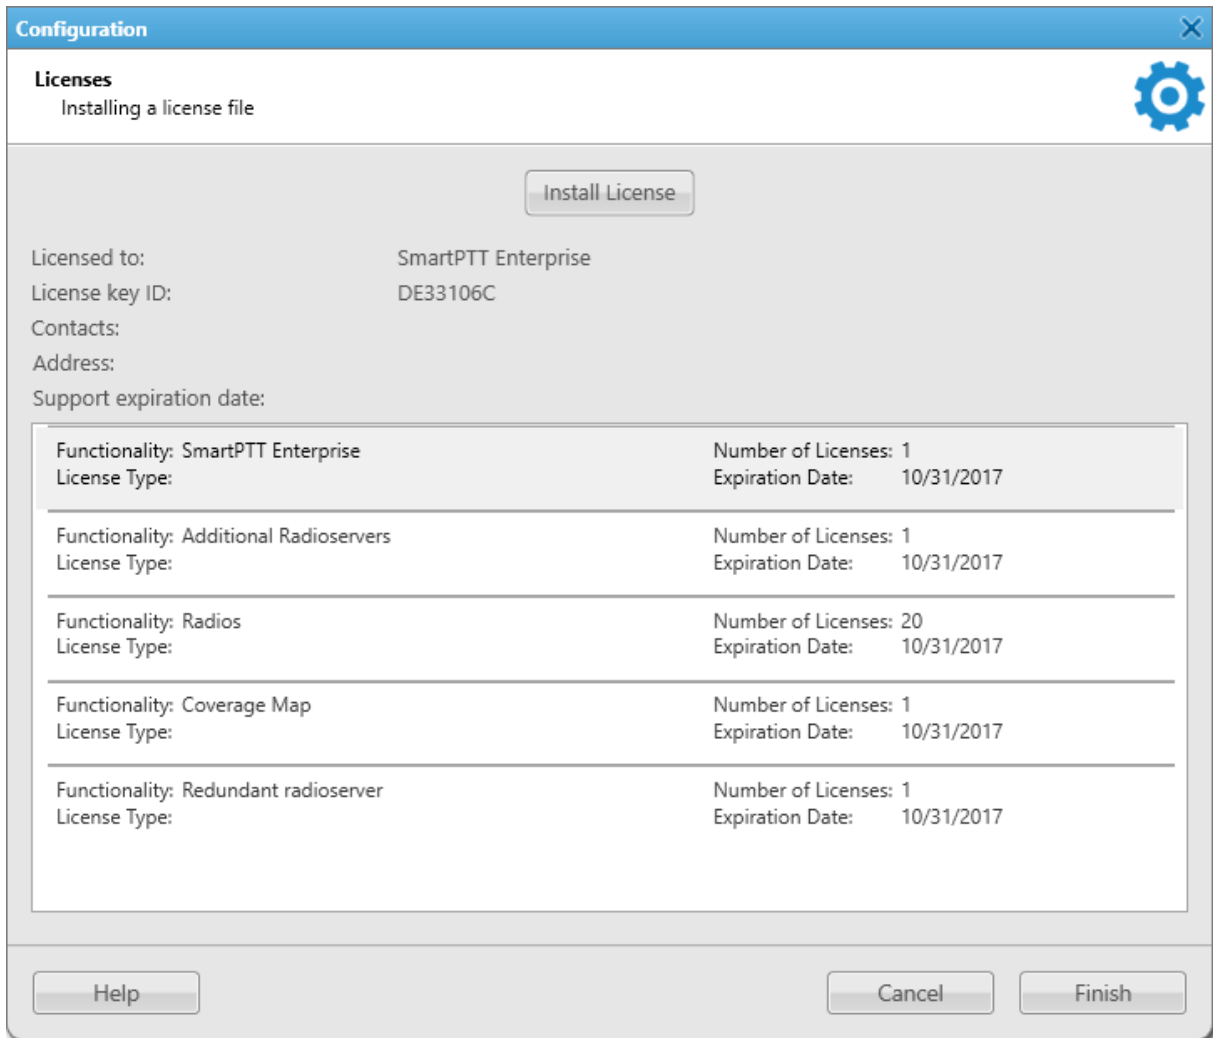 Configuration
Licenses
Installing a license file
Install License
Licensed to: SmartPTT Enterprise
License key ID: DE33106C
Contacts:
Address:
Support expiration date:
Functionality: SmartPTT Enterprise Number of Licenses: 1
License Type: Expiration Date: 10/31/2017
Functionality: Additional Radioservers Number of Licenses: 1
License Type: Expiration Date: 10/31/2017
Functionality: Radios Number of Licenses: 20
License Type: Expiration Date: 10/31/2017
Functionality: Coverage Map Number of Licenses: 1
License Type: Expiration Date: 10/31/2017
Functionality: Redundant radioserver Number of Licenses: 1
License Type: Expiration Date: 10/31/2017
Help Cancel Finish